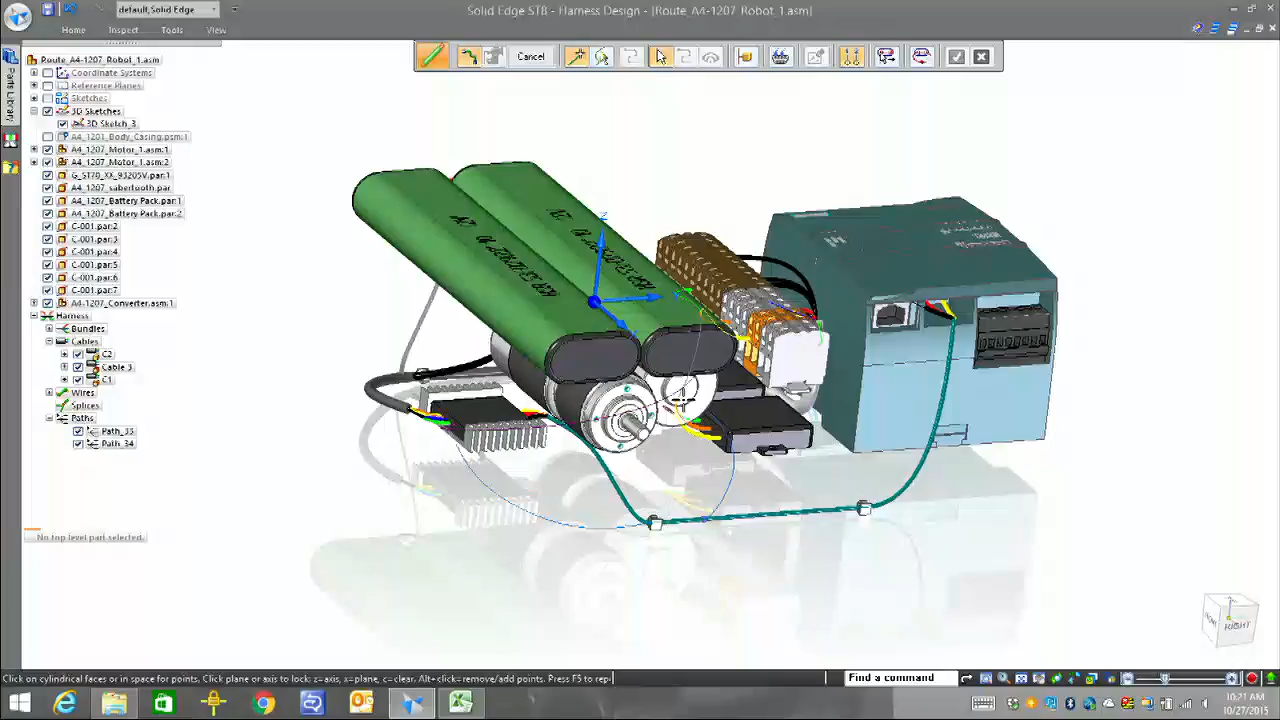 default,Solid Edge
Solid Edge ST8 - Harness Design - [Route_A4-1207_Robot_1.asm]
Home Inspect Tools View
Cancel
Parts Library
Route_A4-1207_Robot_1.asm
Coordinate Systems
Reference Planes
Sketches
3D Sketches
3D Sketch_3
A4_1201_Body_Casing.psm:1
A4_1207_Motor_1.asm:1
A4_1207_Motor_1.asm:2
G_ST78_XX_93205V.par:1
A4_1207_sabertooth.par
A4_1207_Battery Pack.par:1
A4_1207_Battery Pack.par:2
C-001.par:2
C-001.par:3
C-001.par:4
C-001.par:5
C-001.par:6
C-001.par:7
A4-1207_Converter.asm:1
Harness
Bundles
Cables
C2
Cable 3
C1
Wires
Splices
Paths
Path_33
Path_34
No top level part selected.
Z
RIGHT
Click on cylindrical faces or in space for points. Click plane or axis to lock; z=axis, x=plane, c=clear. Alt+click=remove/add points. Press F5 to repl
Find a command
10:21 AM
10/27/2015